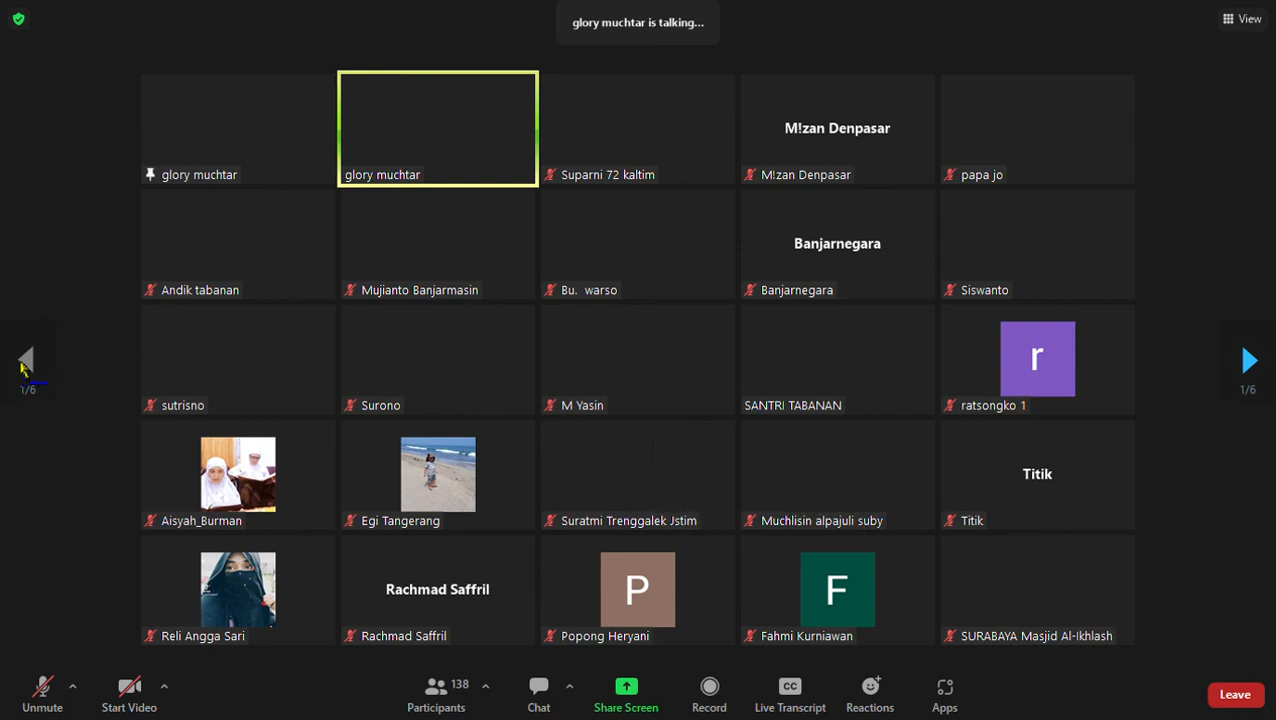 glory muchtar is talking...
View
glory muchtar
glory muchtar
Suparni 72 kaltim
M!zan Denpasar
M!zan Denpasar
papa jo
Andik tabanan
Mujianto Banjarmasin
Bu. warso
Banjarnegara
Banjarnegara
Siswanto
1/6
1/6
sutrisno
Surono
M Yasin
SANTRI TABANAN
r
ratsongko 1
Aisyah_Burman
Egi Tangerang
Suratmi Trenggalek Jstim
Muchlisin alpajuli suby
Titik
Titik
Reli Angga Sari
Rachmad Saffril
Rachmad Saffril
P
Popong Heryani
F
Fahmi Kurniawan
SURABAYA Masjid Al-Ikhlash
Unmute
Start Video
138
Participants
Chat
Share Screen
Record
CC
Live Transcript
Reactions
Apps
Leave